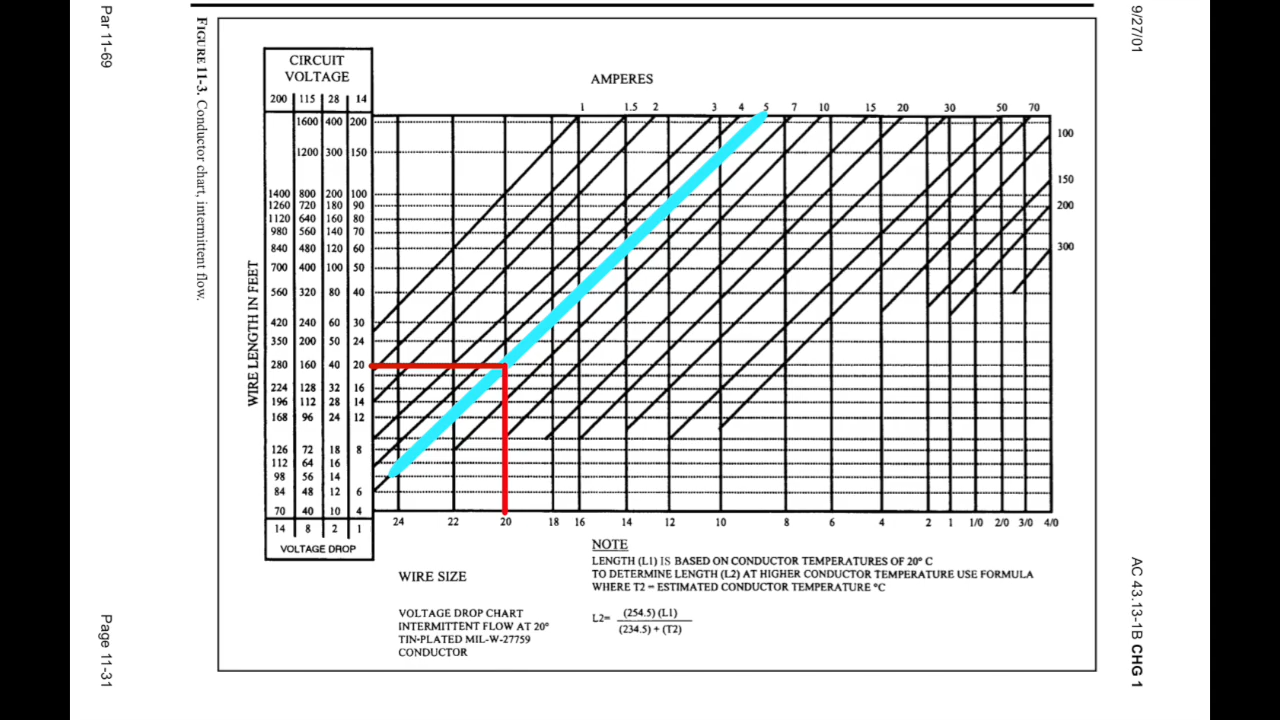 9/27/01
AC 43.13-1B CHG 1
Par 11-69
Page 11-31
FIGURE 11-3. Conductor chart, intermittent flow.
CIRCUIT
VOLTAGE
200 115 28 14
AMPERES
1 1.5 2 3 4 5 7 10 15 20 30 50 70
100
150
200
300
WIRE LENGTH IN FEET
1600 400 200
1200 300 150
1400 800 200 100
1260 720 180 90
1120 640 160 80
980 560 140 70
840 480 120 60
700 400 100 50
560 320 80 40
420 240 60 30
350 200 50 24
280 160 40 20
224 128 32 16
196 112 28 14
168 96 24 12
126 72 18 8
112 64 16
98 56 14
84 48 12 6
70 40 10 4
14 8 2 1
VOLTAGE DROP
24 22 20 18 16 14 12 10 8 6 4 2 1 1/0 2/0 3/0 4/0
WIRE SIZE
VOLTAGE DROP CHART
INTERMITTENT FLOW AT 20°
TIN-PLATED MIL-W-27759
CONDUCTOR
NOTE
LENGTH (L1) IS BASED ON CONDUCTOR TEMPERATURES OF 20° C
TO DETERMINE LENGTH (L2) AT HIGHER CONDUCTOR TEMPERATURE USE FORMULA
WHERE T2 = ESTIMATED CONDUCTOR TEMPERATURE °C
L2= (254.5) (L1)
(234.5) + (T2)